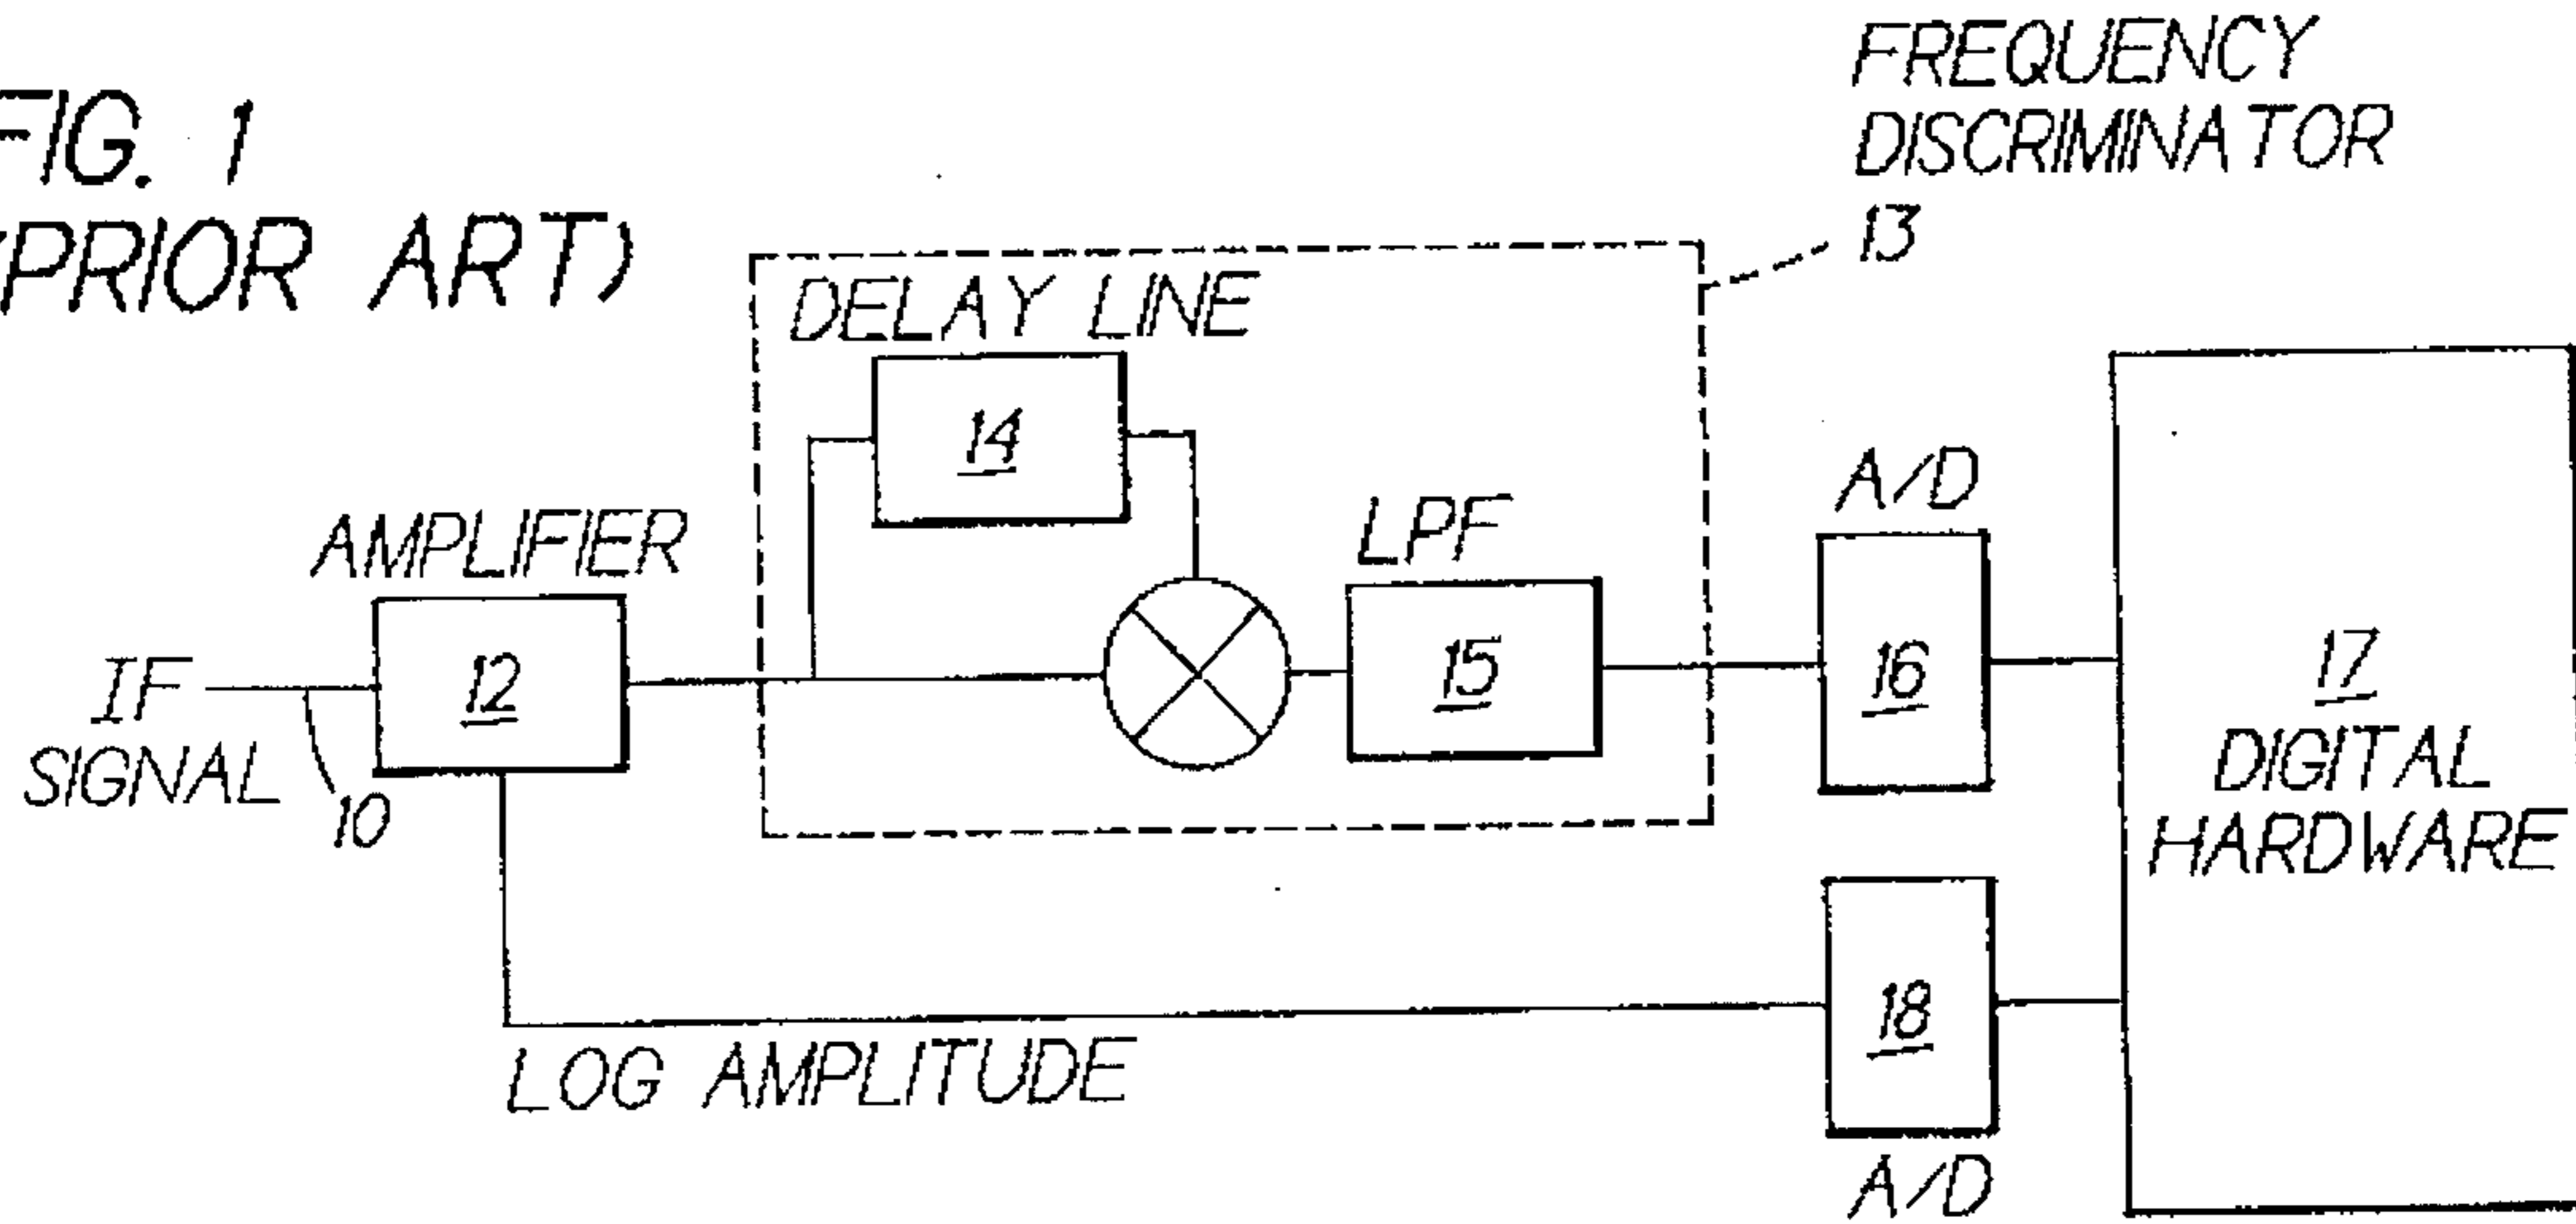 FIG. 1
(PRIOR ART)
FREQUENCY
DISCRIMINATOR
13
DELAY LINE
14
AMPLIFIER
LPF
A/D
IF
SIGNAL
10
12
15
16
17
DIGITAL
HARDWARE
18
LOG AMPLITUDE
A/D